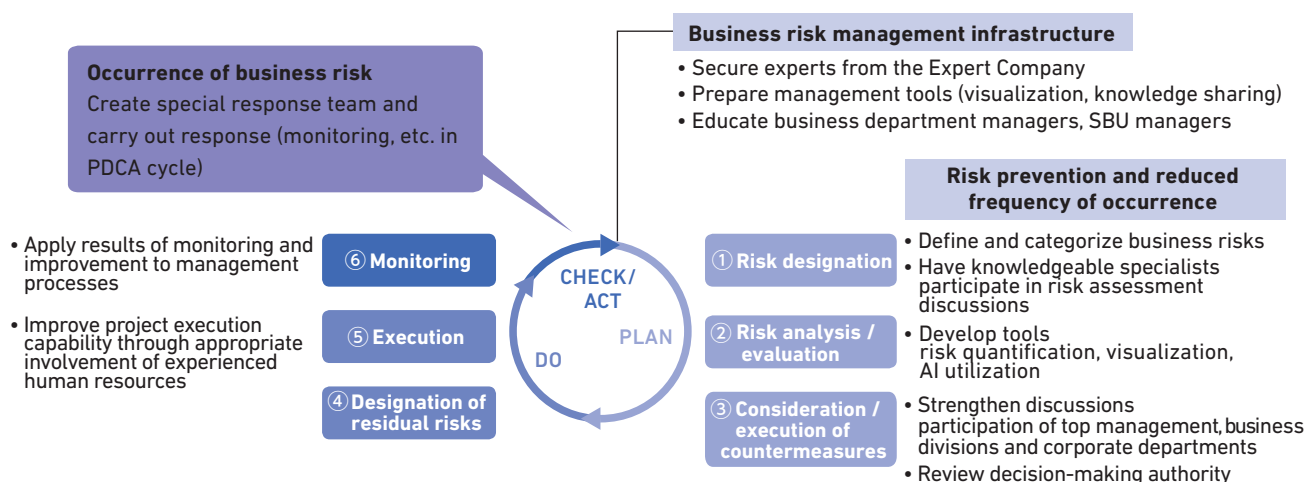 Occurrence of business risk
Create special response team and
carry out response (monitoring, etc. in
PDCA cycle)
Business risk management infrastructure
• Secure experts from the Expert Company
• Prepare management tools (visualization, knowledge sharing)
• Educate business department managers, SBU managers
Risk prevention and reduced
frequency of occurrence
• Apply results of monitoring and
improvement to management
processes
• Improve project execution
capability through appropriate
involvement of experienced
human resources
⑥ Monitoring
⑤ Execution
④ Designation of
residual risks
CHECK/
ACT
PLAN
DO
① Risk designation
② Risk analysis /
evaluation
③ Consideration /
execution of
countermeasures
• Define and categorize business risks
• Have knowledgeable specialists
participate in risk assessment
discussions
• Develop tools
risk quantification, visualization,
AI utilization
• Strengthen discussions
participation of top management, business
divisions and corporate departments
• Review decision-making authority